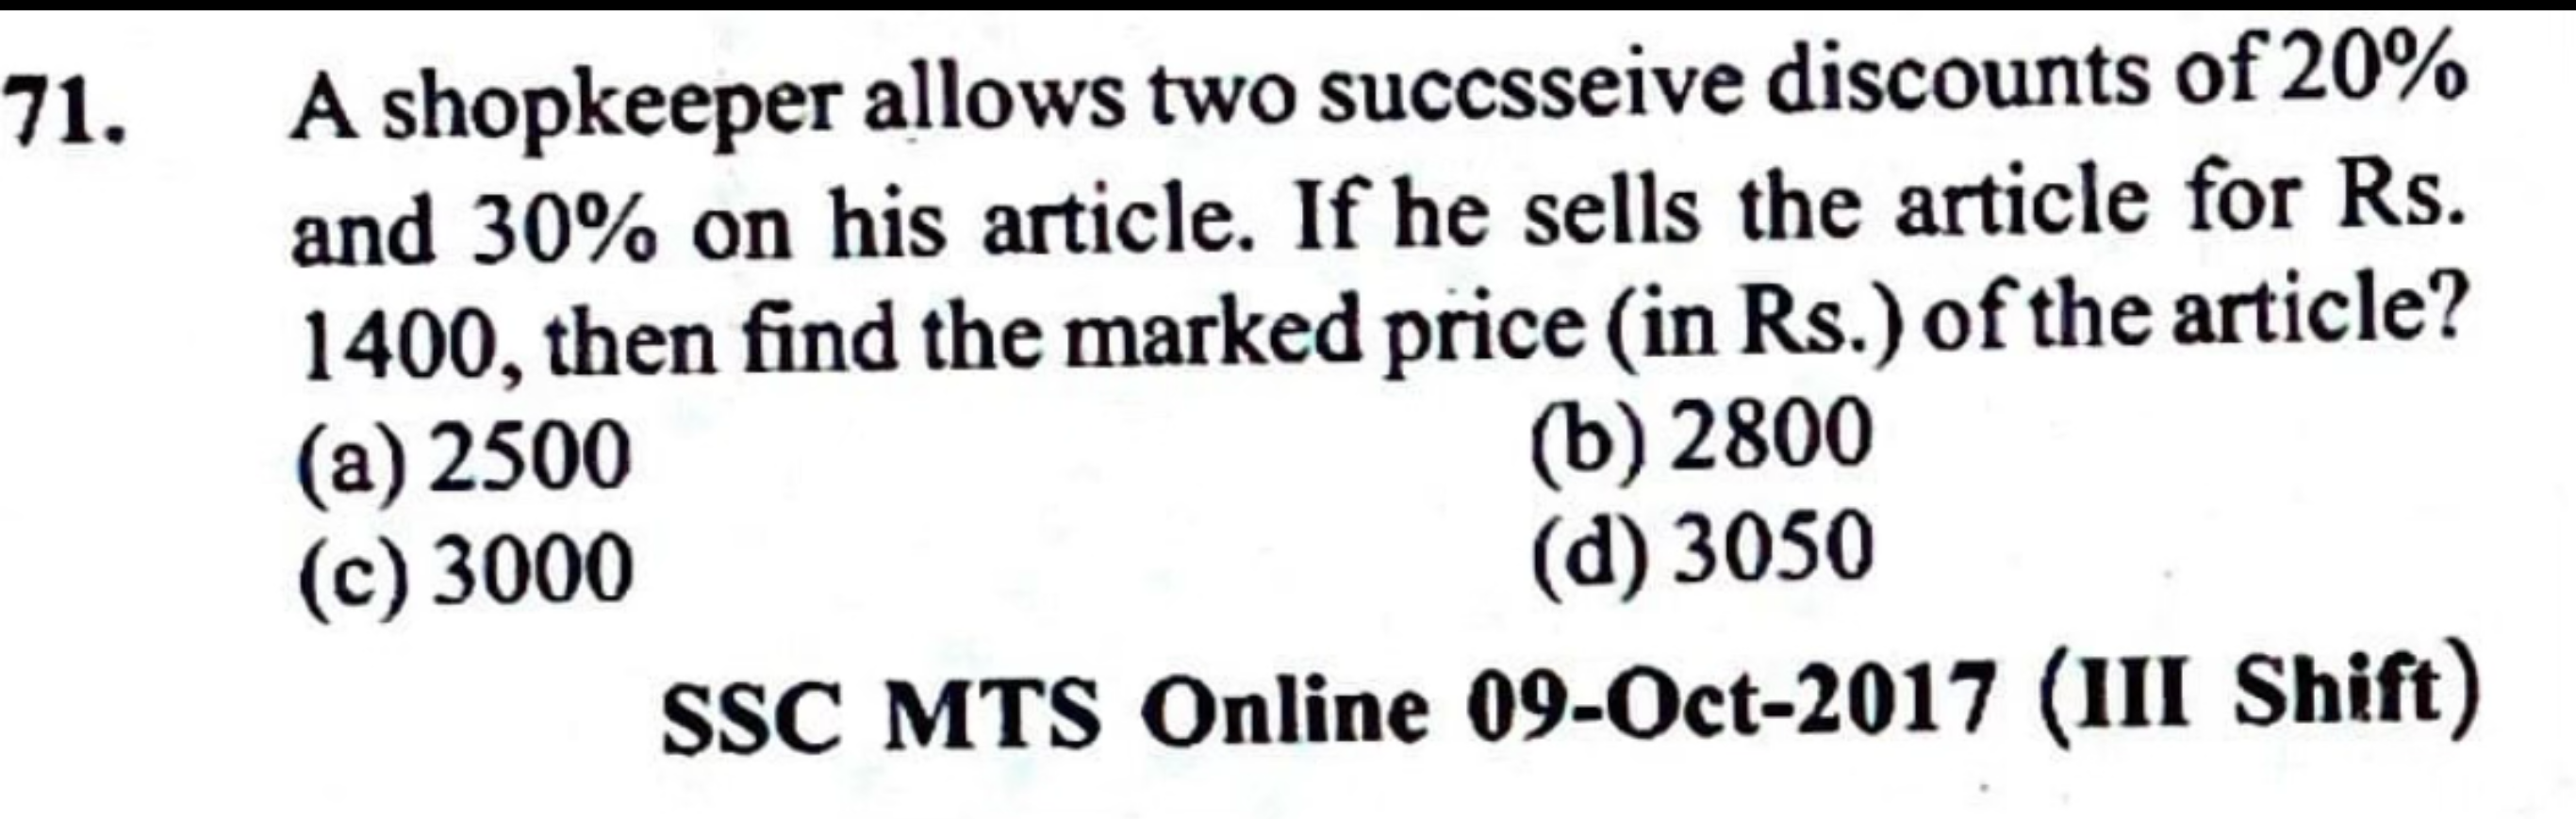 71. A shopkeeper allows two succsseive discounts of 20%
and 30% on his article. If he sells the article for Rs.
1400, then find the marked price (in Rs.) of the article?
(a) 2500 (b) 2800
(c) 3000 (d) 3050
SSC MTS Online 09-Oct-2017 (III Shift)